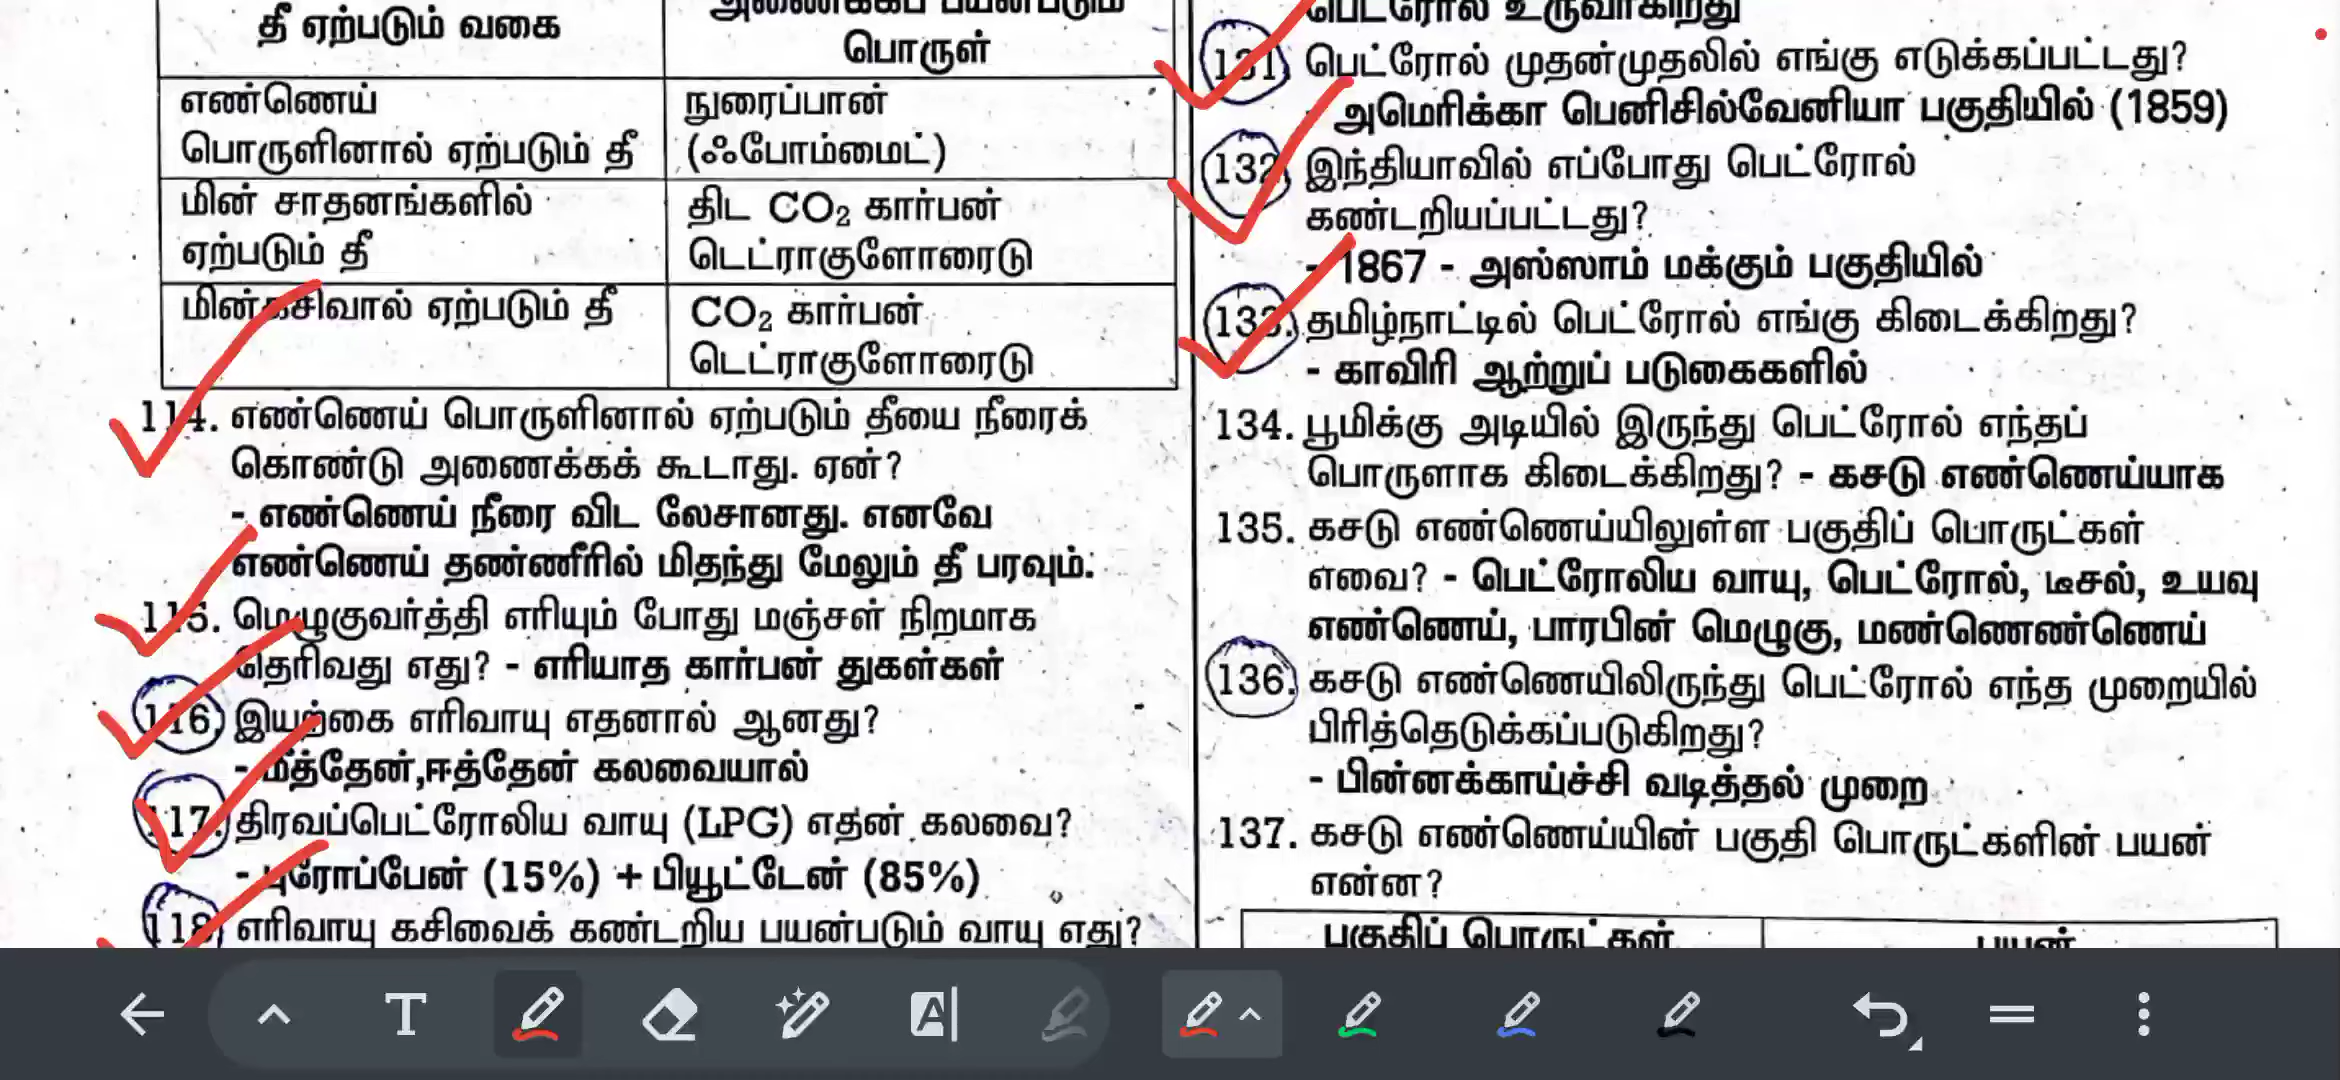 தீ ஏற்படும் வகை
பொருள்
எண்ணெய்
பொருளினால் ஏற்படும் தீ
நுரைப்பான்
(ஃபோம்மைட்)
மின் சாதனங்களில்
ஏற்படும் தீ
திட CO₂ கார்பன்
டெட்ராகுளோரைடு
மின்கசிவால் ஏற்படும் தீ
CO₂ கார்பன்
டெட்ராகுளோரைடு
114. எண்ணெய் பொருளினால் ஏற்படும் தீயை நீரைக்
கொண்டு அணைக்கக் கூடாது. ஏன்?
- எண்ணெய் நீரை விட லேசானது. எனவே
எண்ணெய் தண்ணீரில் மிதந்து மேலும் தீ பரவும்.
115. மெழுகுவர்த்தி எரியும் போது மஞ்சள் நிறமாக
தெரிவது எது? - எரியாத கார்பன் துகள்கள்
116. இயற்கை எரிவாயு எதனால் ஆனது?
- மீத்தேன்,ஈத்தேன் கலவையால்
117. திரவப்பெட்ரோலிய வாயு (LPG) எதன் கலவை?
- புரோப்பேன் (15%) + பியூட்டேன் (85%)
118. எரிவாயு கசிவைக் கண்டறிய பயன்படும் வாயு எது?
பெட்ரோல் உருவாகிறது
131. பெட்ரோல் முதன்முதலில் எங்கு எடுக்கப்பட்டது?
- அமெரிக்கா பெனிசில்வேனியா பகுதியில் (1859)
132. இந்தியாவில் எப்போது பெட்ரோல்
கண்டறியப்பட்டது?
- 1867 - அஸ்ஸாம் மக்கும் பகுதியில்
133. தமிழ்நாட்டில் பெட்ரோல் எங்கு கிடைக்கிறது?
- காவிரி ஆற்றுப் படுகைகளில்
134. பூமிக்கு அடியில் இருந்து பெட்ரோல் எந்தப்
பொருளாக கிடைக்கிறது? - கசடு எண்ணெய்யாக
135. கசடு எண்ணெய்யிலுள்ள பகுதிப் பொருட்கள்
எவை? - பெட்ரோலிய வாயு, பெட்ரோல், டீசல், உயவு
எண்ணெய், பாரபின் மெழுகு, மண்ணெண்ணெய்
136. கசடு எண்ணெயிலிருந்து பெட்ரோல் எந்த முறையில்
பிரித்தெடுக்கப்படுகிறது?
- பின்னக்காய்ச்சி வடித்தல் முறை
137. கசடு எண்ணெய்யின் பகுதி பொருட்களின் பயன்
என்ன?
பகுதிப் பொருட்கள்
பயன்
T
A